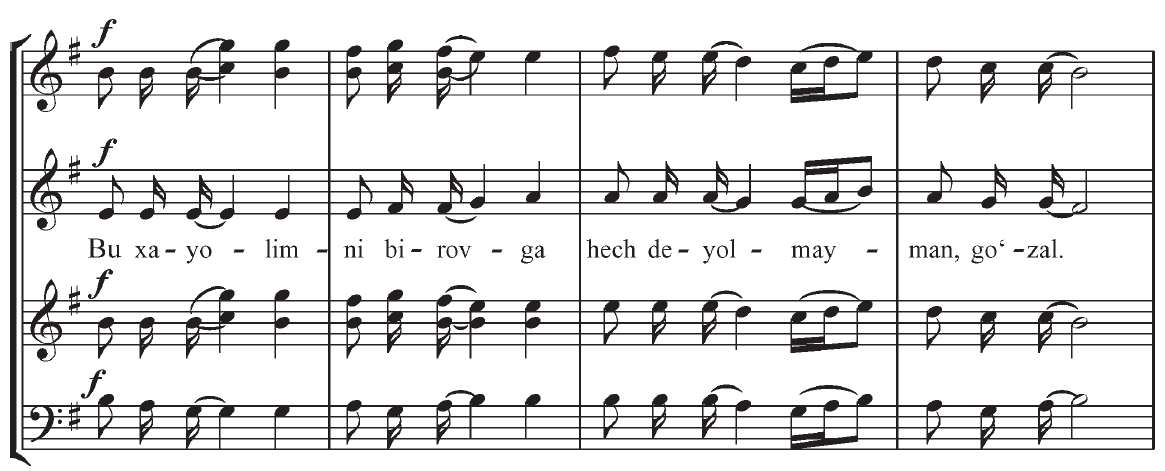 f
f
Bu xa - yo - lim - ni bi - rov - ga hech de - yol - may - man, go‘ - zal.
f
f